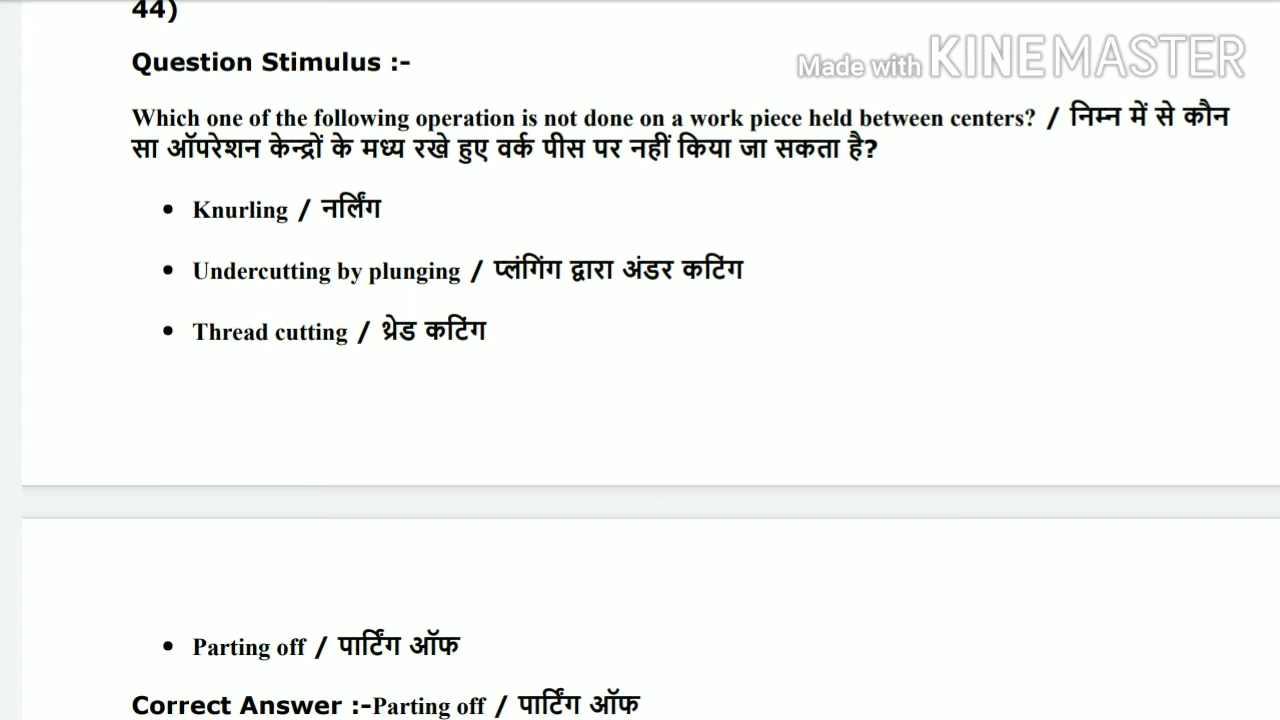 44)
Question Stimulus :-
Made with KINEMASTER
Which one of the following operation is not done on a work piece held between centers? / निम्न में से कौन
सा ऑपरेशन केन्द्रों के मध्य रखे हुए वर्क पीस पर नहीं किया जा सकता है?
• Knurling / नर्लिंग
• Undercutting by plunging / प्लंगिंग द्वारा अंडर कटिंग
• Thread cutting / थ्रेड कटिंग
• Parting off / पार्टिंग ऑफ
Correct Answer :-Parting off / पार्टिंग ऑफ